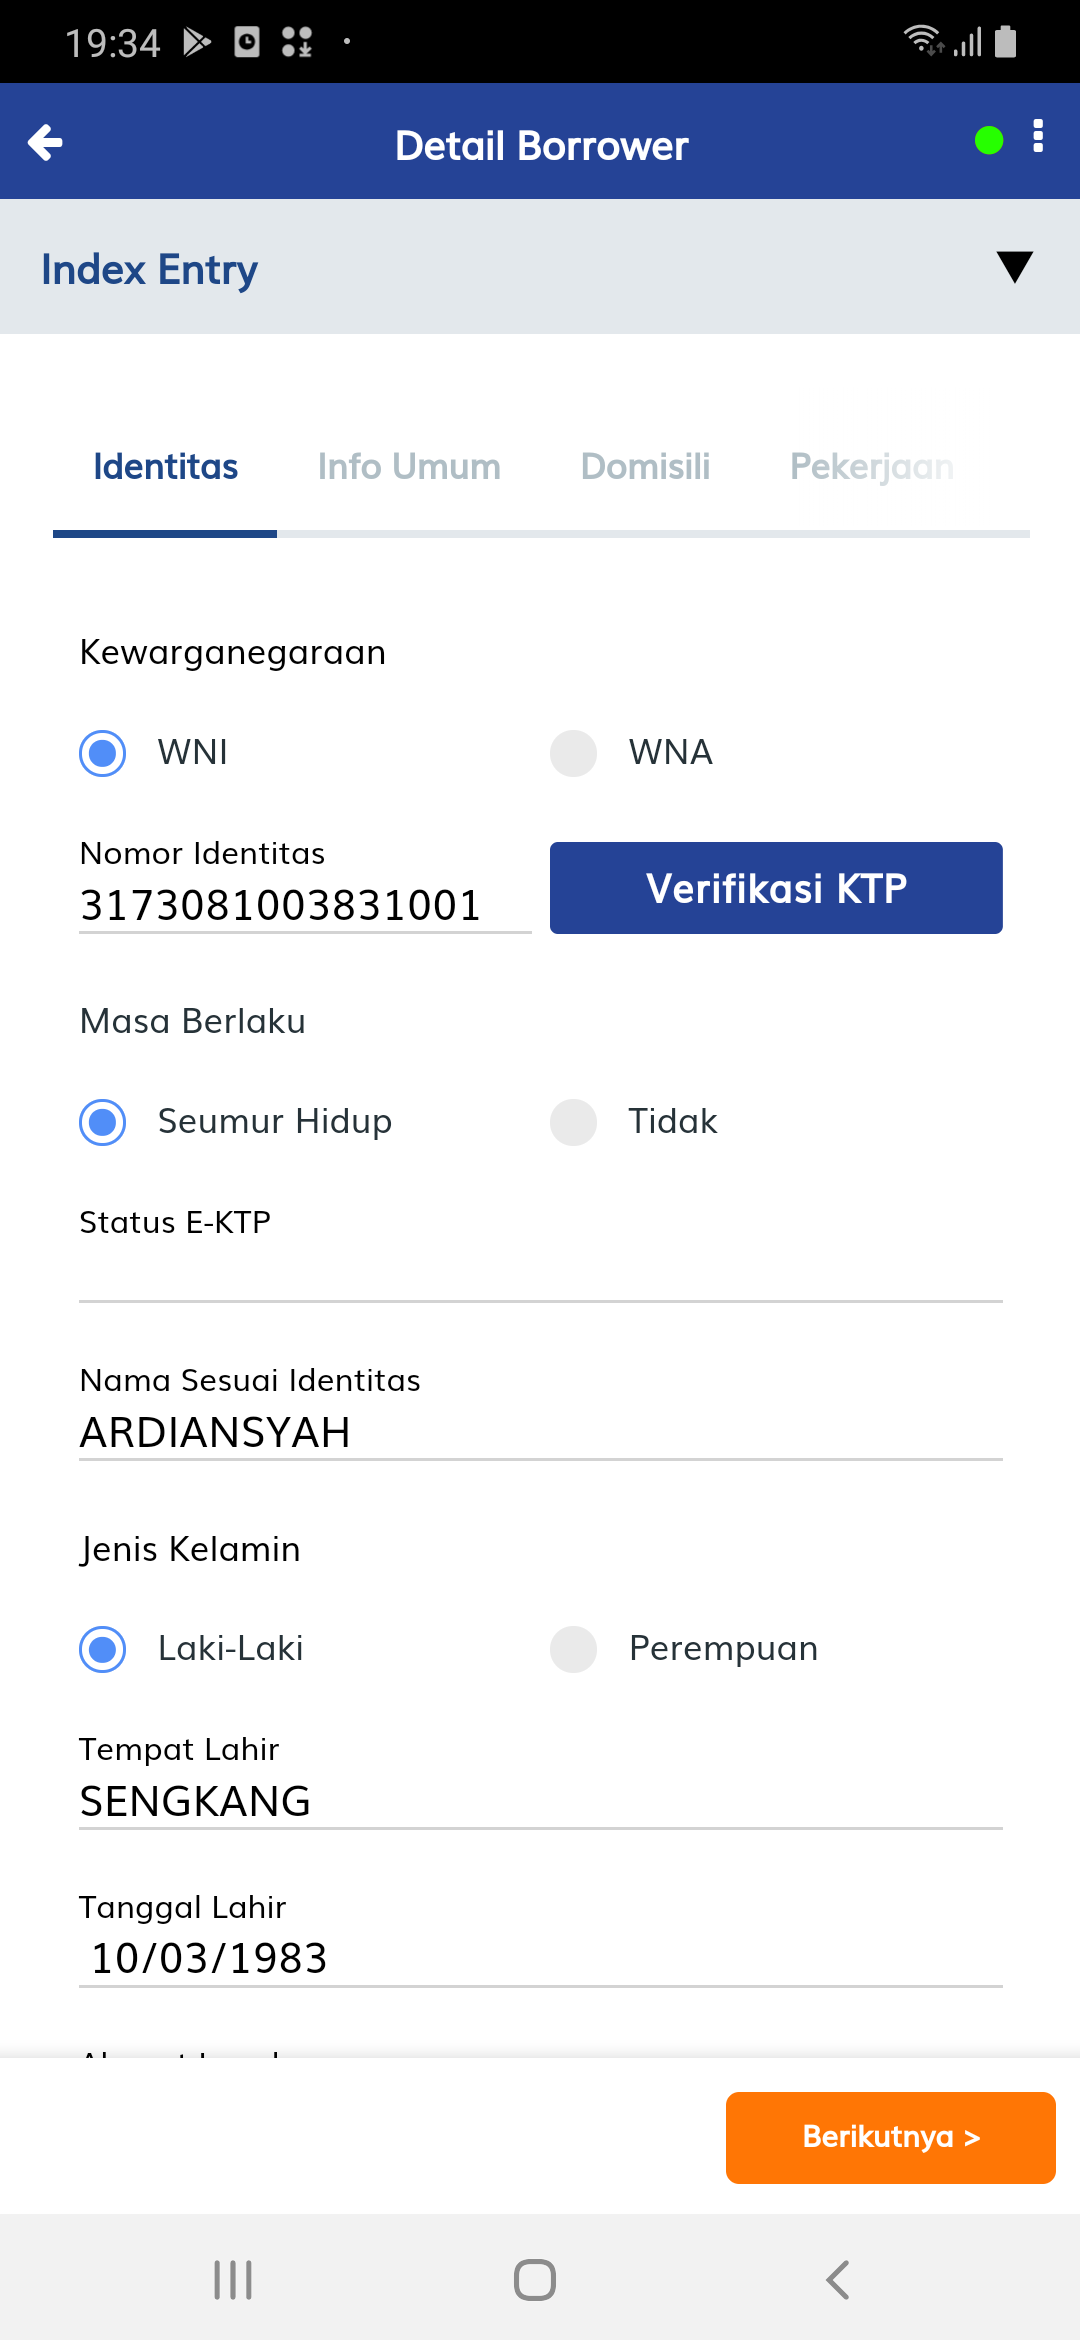 19:34
Detail Borrower
Index Entry
Identitas Info Umum Domisili Pekerjaan
Kewarganegaraan
WNI WNA
Nomor Identitas
3173081003831001
Verifikasi KTP
Masa Berlaku
Seumur Hidup Tidak
Status E-KTP
Nama Sesuai Identitas
ARDIANSYAH
Jenis Kelamin
Laki-Laki Perempuan
Tempat Lahir
SENGKANG
Tanggal Lahir
10/03/1983
Berikutnya >